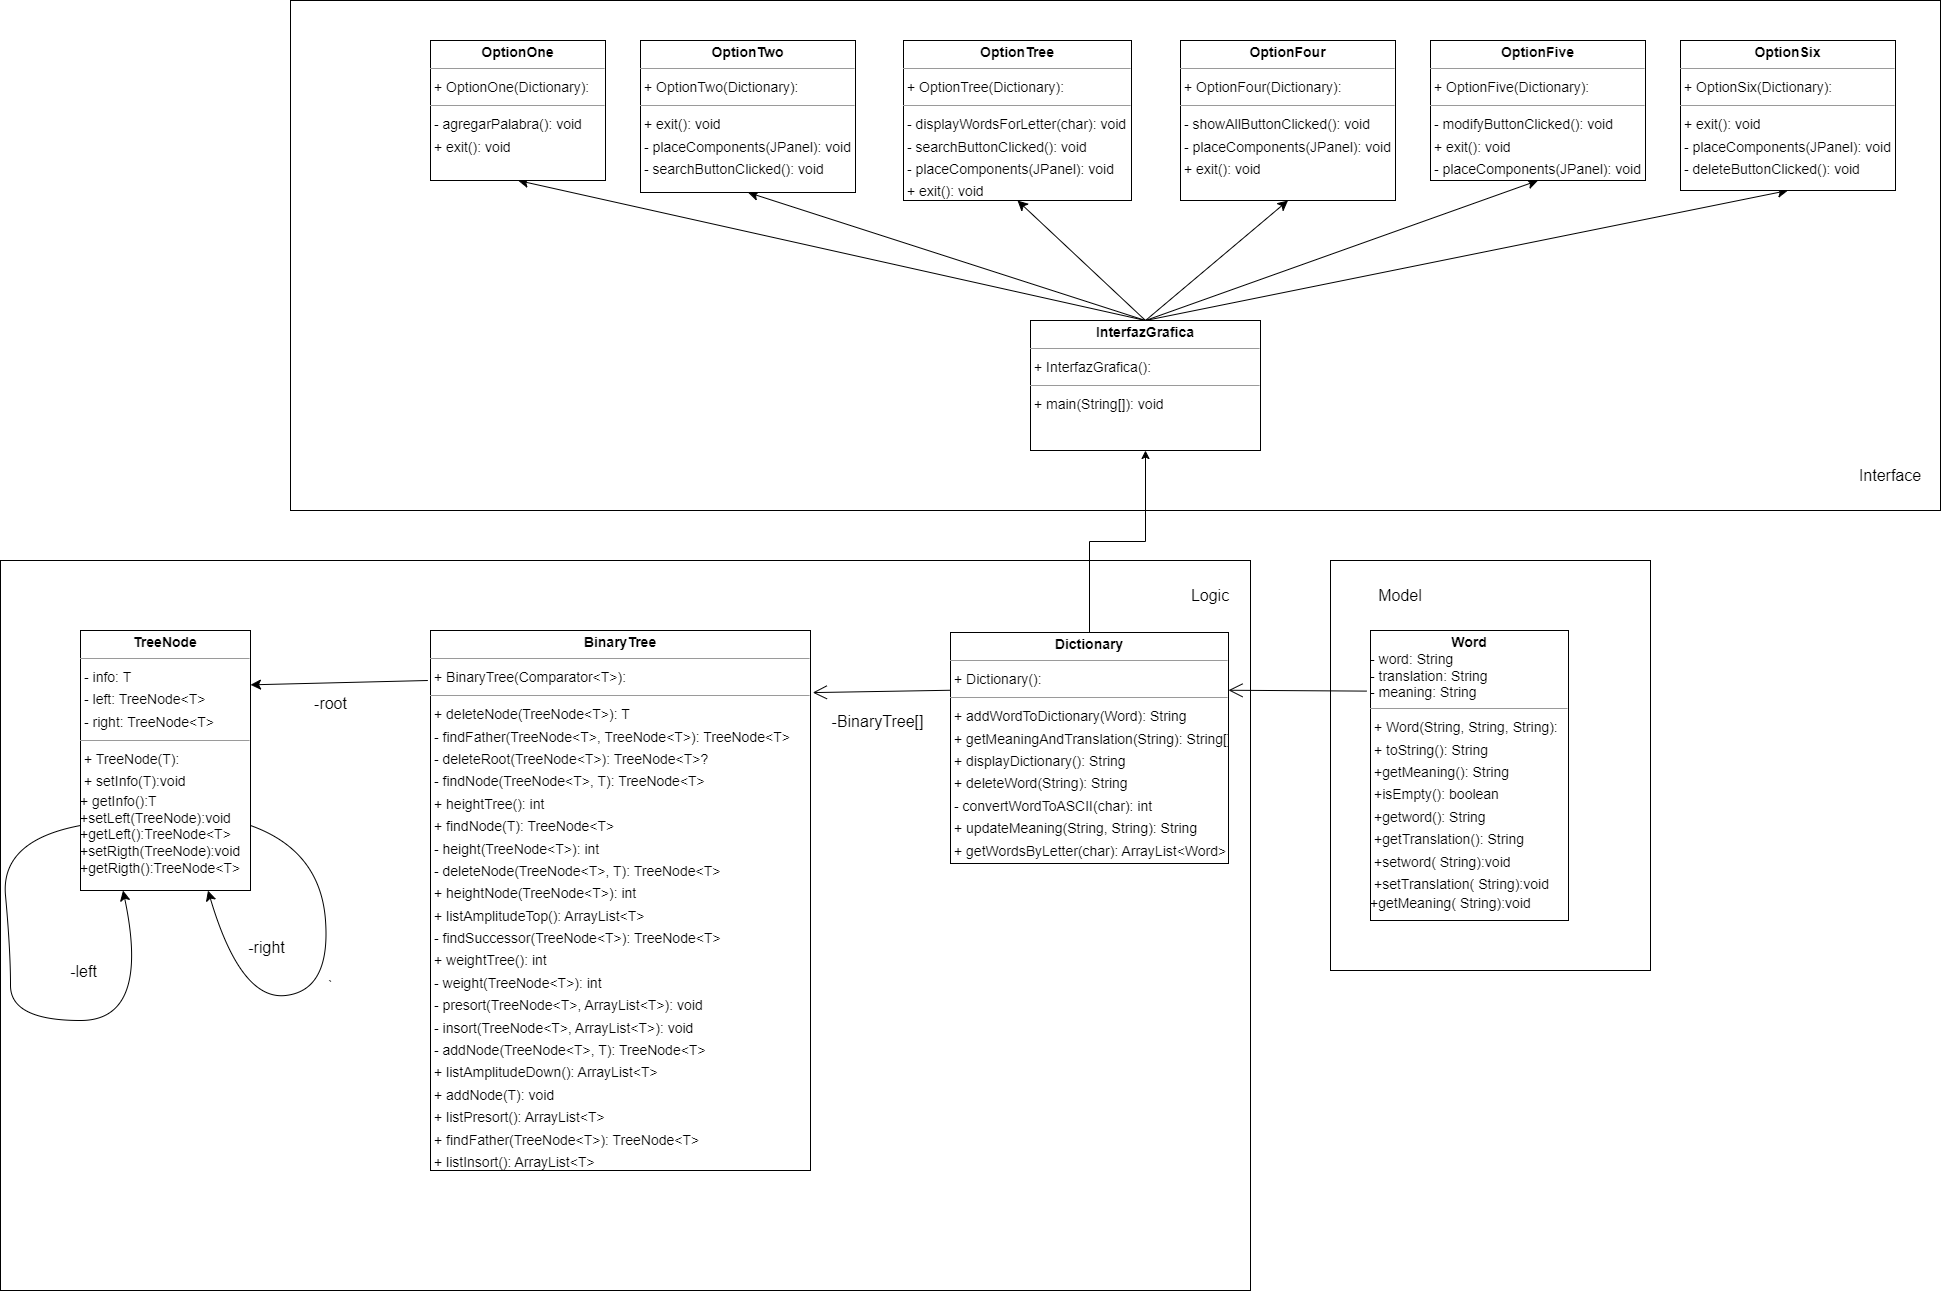 OptionOne
+ OptionOne(Dictionary):
- agregarPalabra(): void
+ exit(): void
OptionTwo
+ OptionTwo(Dictionary):
+ exit(): void
- placeComponents(JPanel): void
- searchButtonClicked(): void
OptionTree
+ OptionTree(Dictionary):
- displayWordsForLetter(char): void
- searchButtonClicked(): void
- placeComponents(JPanel): void
+ exit(): void
OptionFour
+ OptionFour(Dictionary):
- showAllButtonClicked(): void
- placeComponents(JPanel): void
+ exit(): void
OptionFive
+ OptionFive(Dictionary):
- modifyButtonClicked(): void
+ exit(): void
- placeComponents(JPanel): void
OptionSix
+ OptionSix(Dictionary):
+ exit(): void
- placeComponents(JPanel): void
- deleteButtonClicked(): void
InterfazGrafica
+ InterfazGrafica():
+ main(String[]): void
Interface
Logic
TreeNode
- info: T
- left: TreeNode<T>
- right: TreeNode<T>
+ TreeNode(T):
+ setInfo(T):void
+ getInfo():T
+setLeft(TreeNode):void
+getLeft():TreeNode<T>
+setRigth(TreeNode):void
+getRigth():TreeNode<T>
-left
-right
`
-root
BinaryTree
+ BinaryTree(Comparator<T>):
+ deleteNode(TreeNode<T>): T
- findFather(TreeNode<T>, TreeNode<T>): TreeNode<T>
- deleteRoot(TreeNode<T>): TreeNode<T>?
- findNode(TreeNode<T>, T): TreeNode<T>
+ heightTree(): int
+ findNode(T): TreeNode<T>
- height(TreeNode<T>): int
- deleteNode(TreeNode<T>, T): TreeNode<T>
+ heightNode(TreeNode<T>): int
+ listAmplitudeTop(): ArrayList<T>
- findSuccessor(TreeNode<T>): TreeNode<T>
+ weightTree(): int
- weight(TreeNode<T>): int
- presort(TreeNode<T>, ArrayList<T>): void
- insort(TreeNode<T>, ArrayList<T>): void
- addNode(TreeNode<T>, T): TreeNode<T>
+ listAmplitudeDown(): ArrayList<T>
+ addNode(T): void
+ listPresort(): ArrayList<T>
+ findFather(TreeNode<T>): TreeNode<T>
+ listInsort(): ArrayList<T>
-BinaryTree[]
Dictionary
+ Dictionary():
+ addWordToDictionary(Word): String
+ getMeaningAndTranslation(String): String[
+ displayDictionary(): String
+ deleteWord(String): String
- convertWordToASCII(char): int
+ updateMeaning(String, String): String
+ getWordsByLetter(char): ArrayList<Word>
Model
Word
- word: String
- translation: String
- meaning: String
+ Word(String, String, String):
+ toString(): String
+getMeaning(): String
+isEmpty(): boolean
+getword(): String
+getTranslation(): String
+setword( String):void
+setTranslation( String):void
+getMeaning( String):void